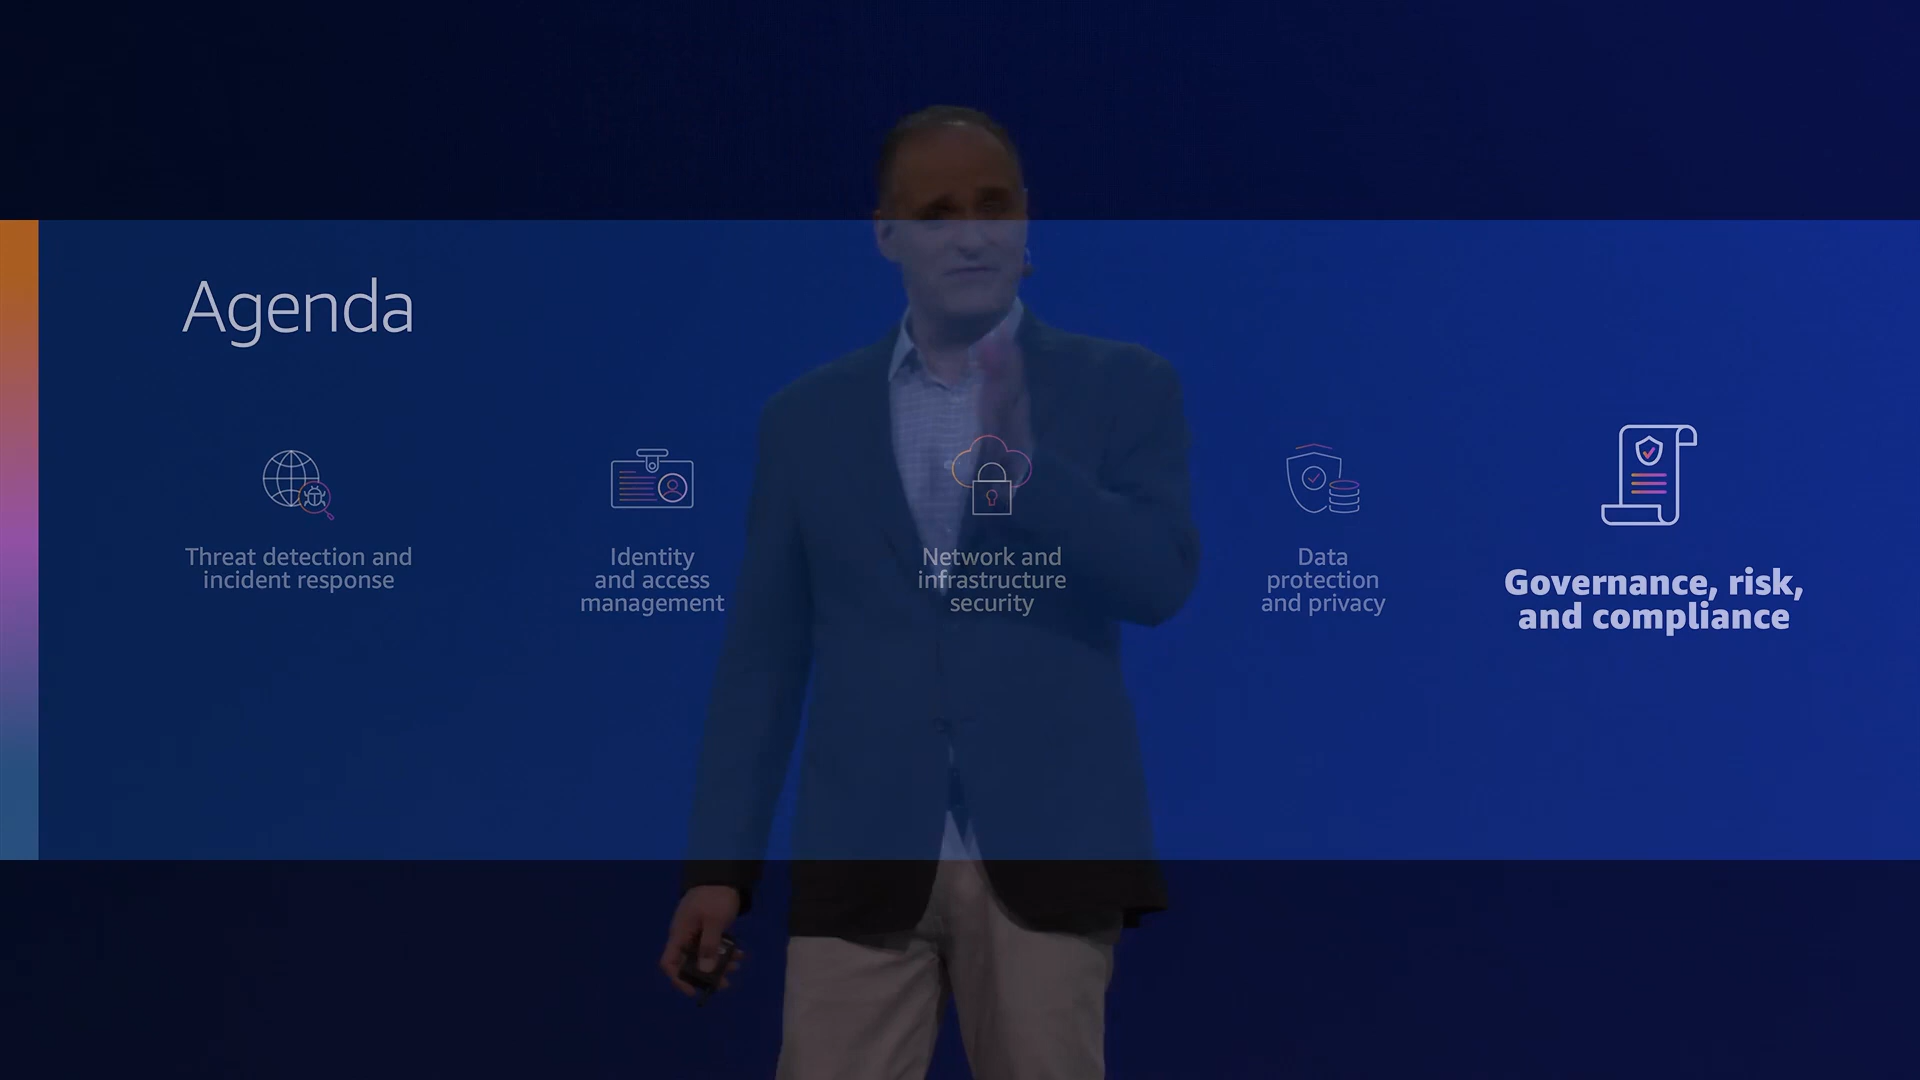 Agenda
Threat detection and
incident response
Identity
and access
management
Network and
infrastructure
security
Data
protection
and privacy
Governance, risk,
and compliance